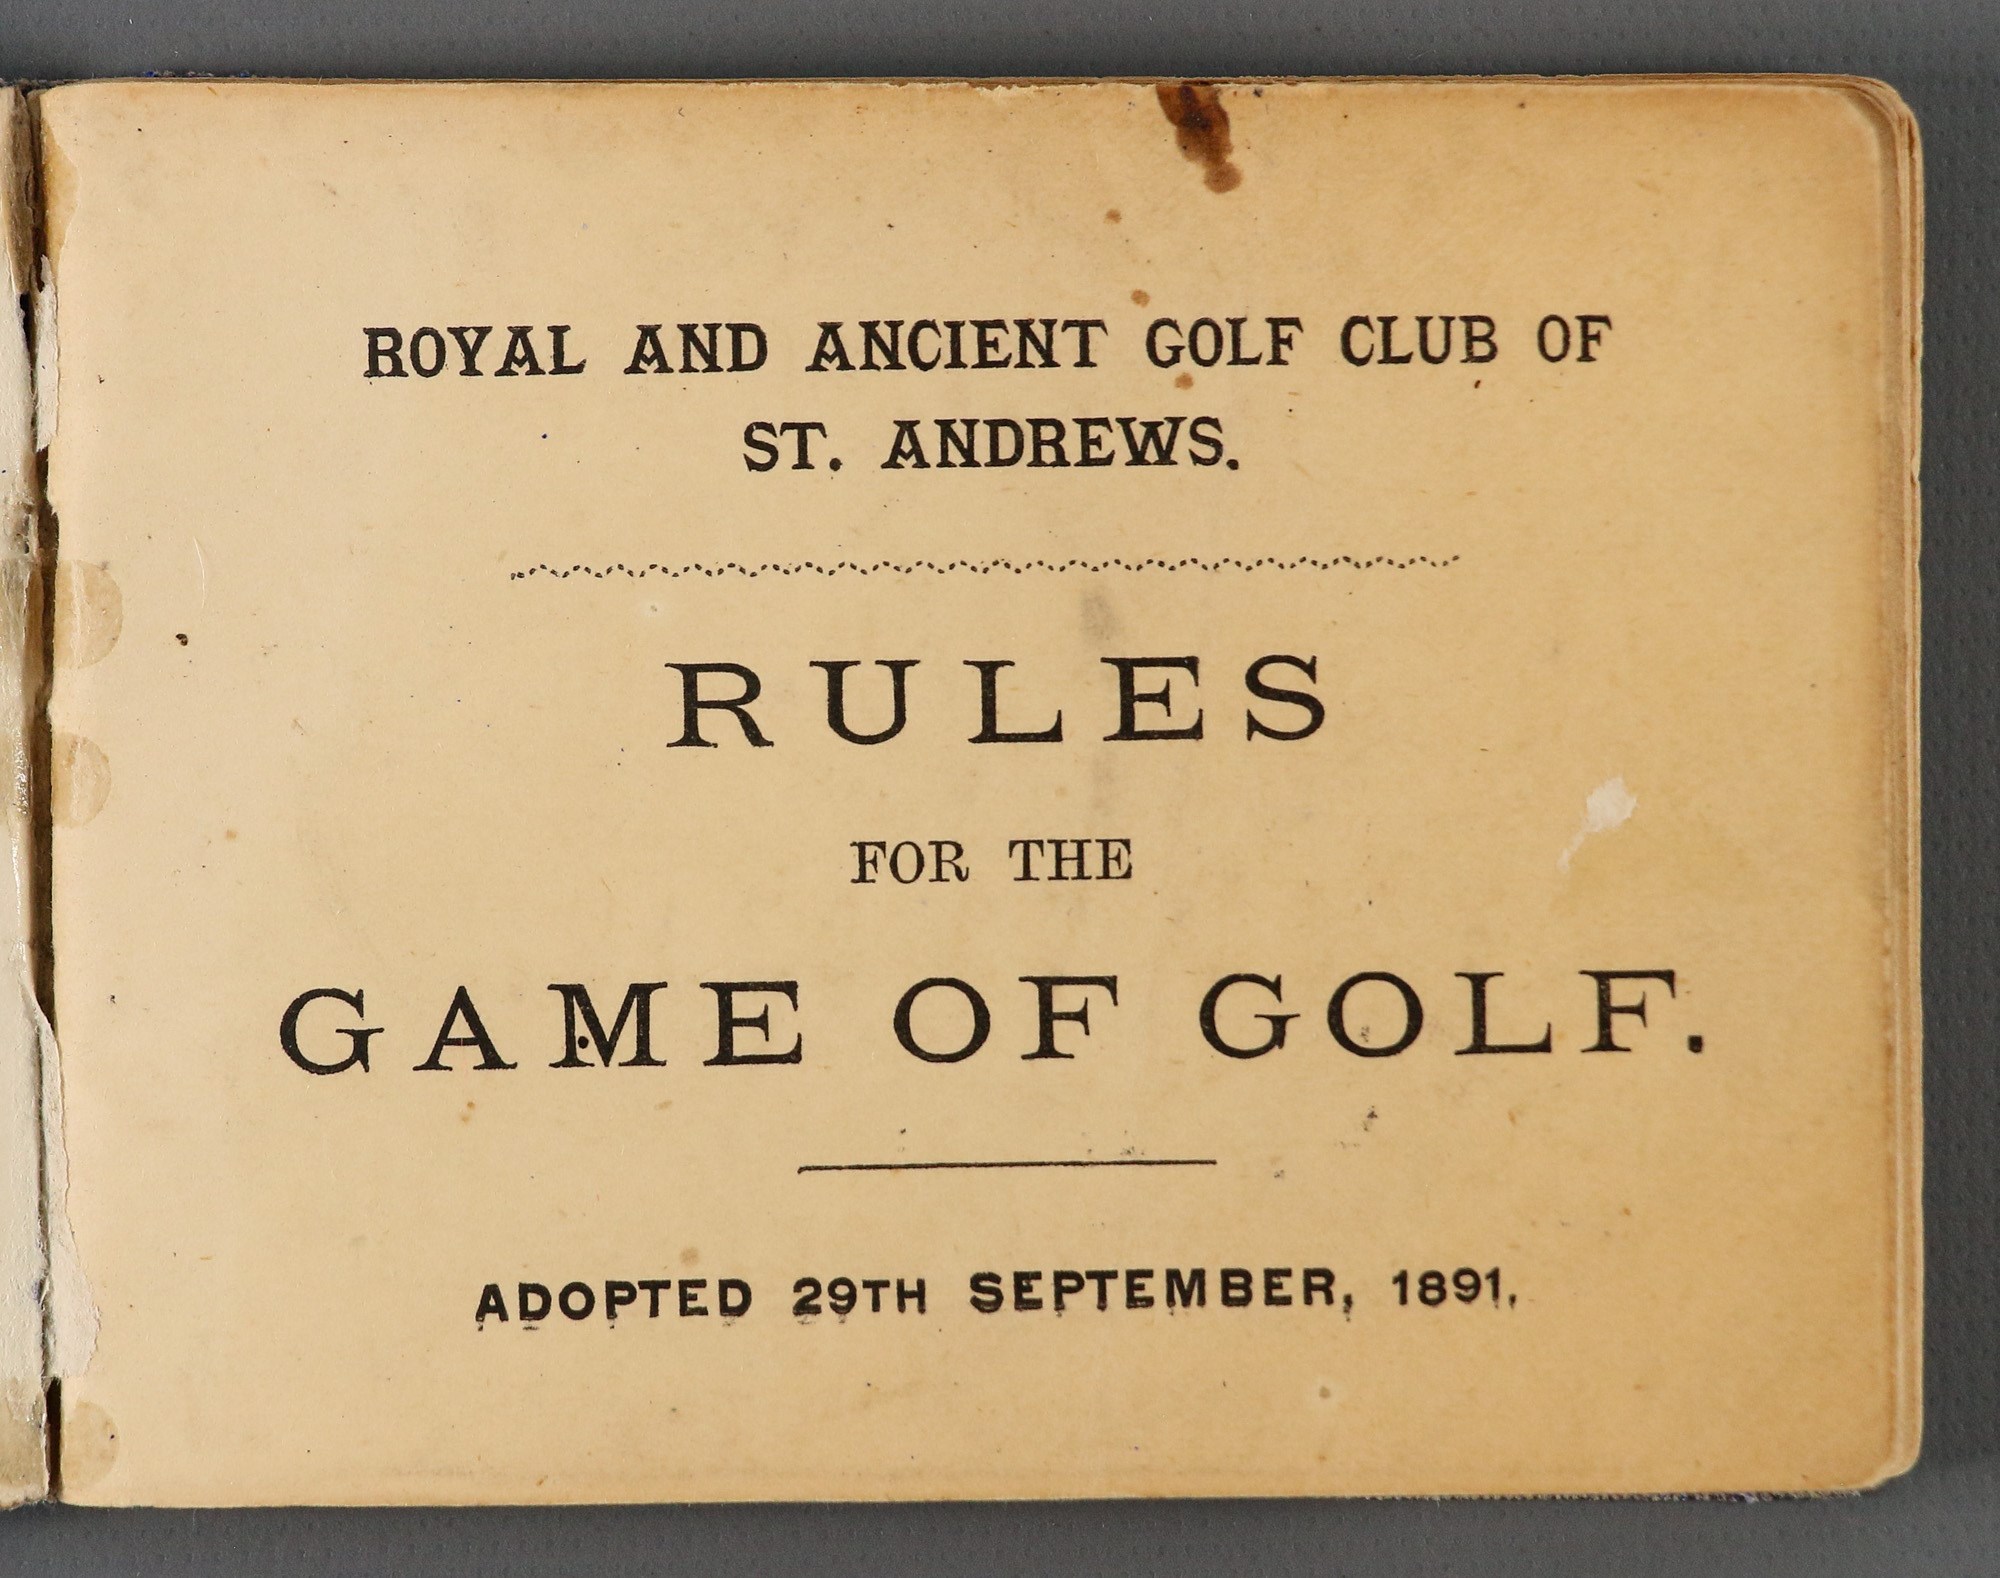 ROYAL AND ANCIENT GOLF CLUB OF
ST. ANDREWS.
RULES
FOR THE
GAME OF GOLF.
ADOPTED 29TH SEPTEMBER, 1891.